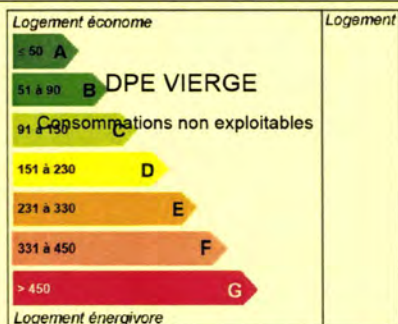 Logement économe
Logement
≤ 50 A
51 à 90 B
DPE VIERGE
91 à 150 C
Consommations non exploitables
151 à 230 D
231 à 330 E
331 à 450 F
> 450 G
Logement énergivore